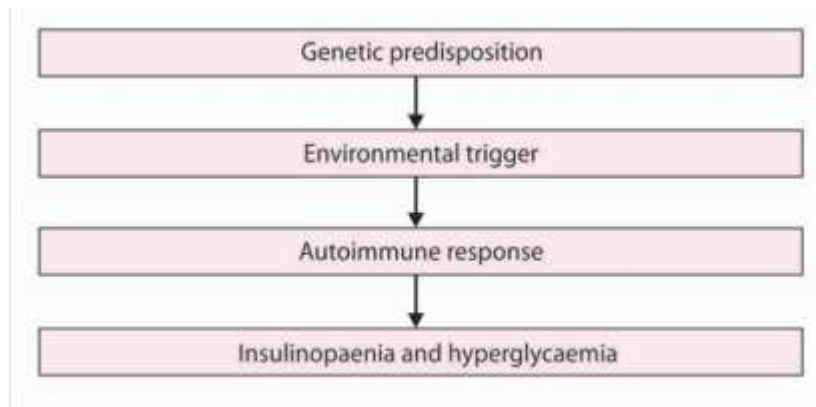 Genetic predisposition
Environmental trigger
Autoimmune response
Insulinopaenia and hyperglycaemia